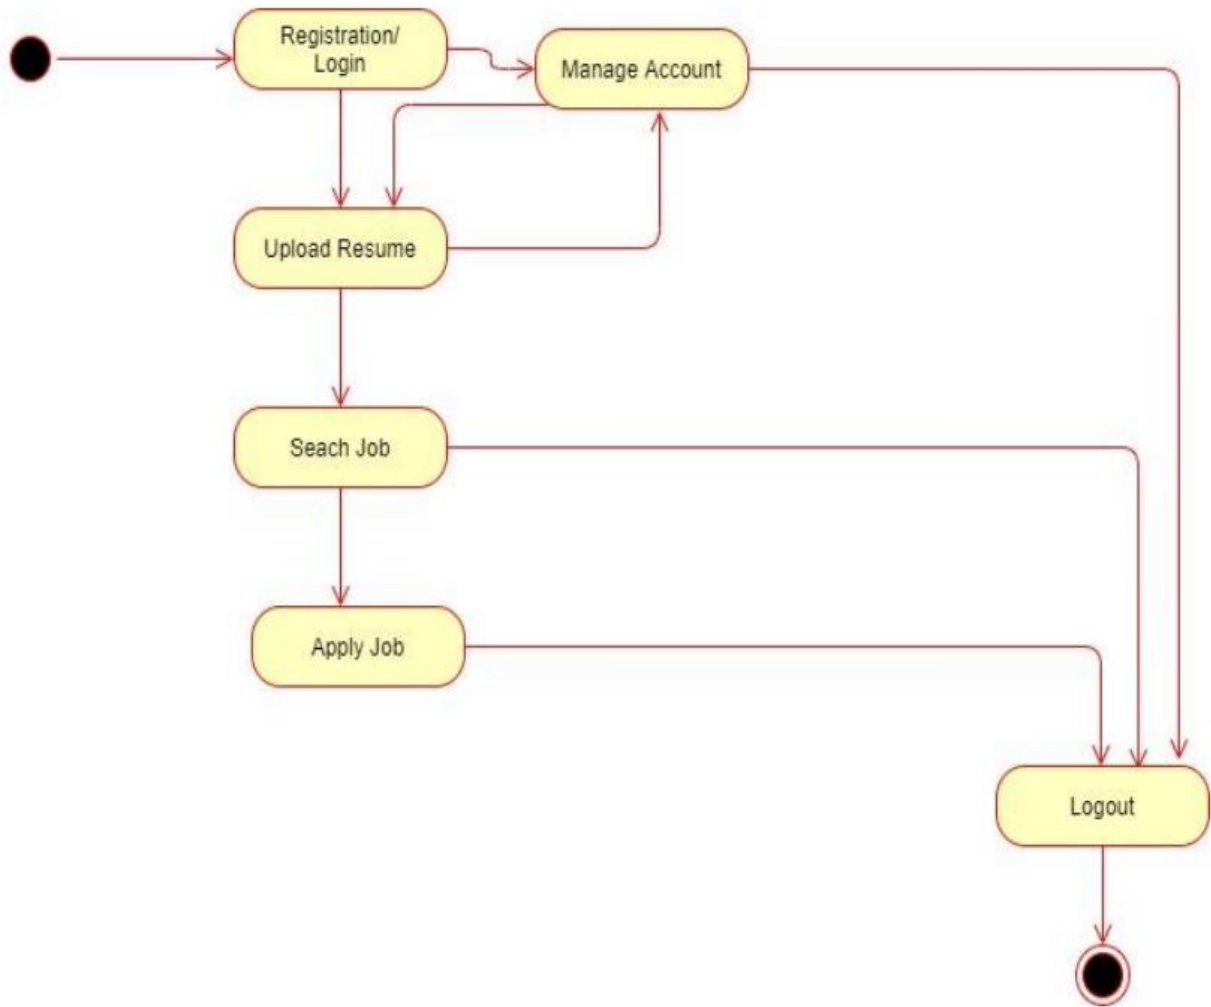 Registration/
Login
Manage Account
Upload Resume
Seach Job
Apply Job
Logout